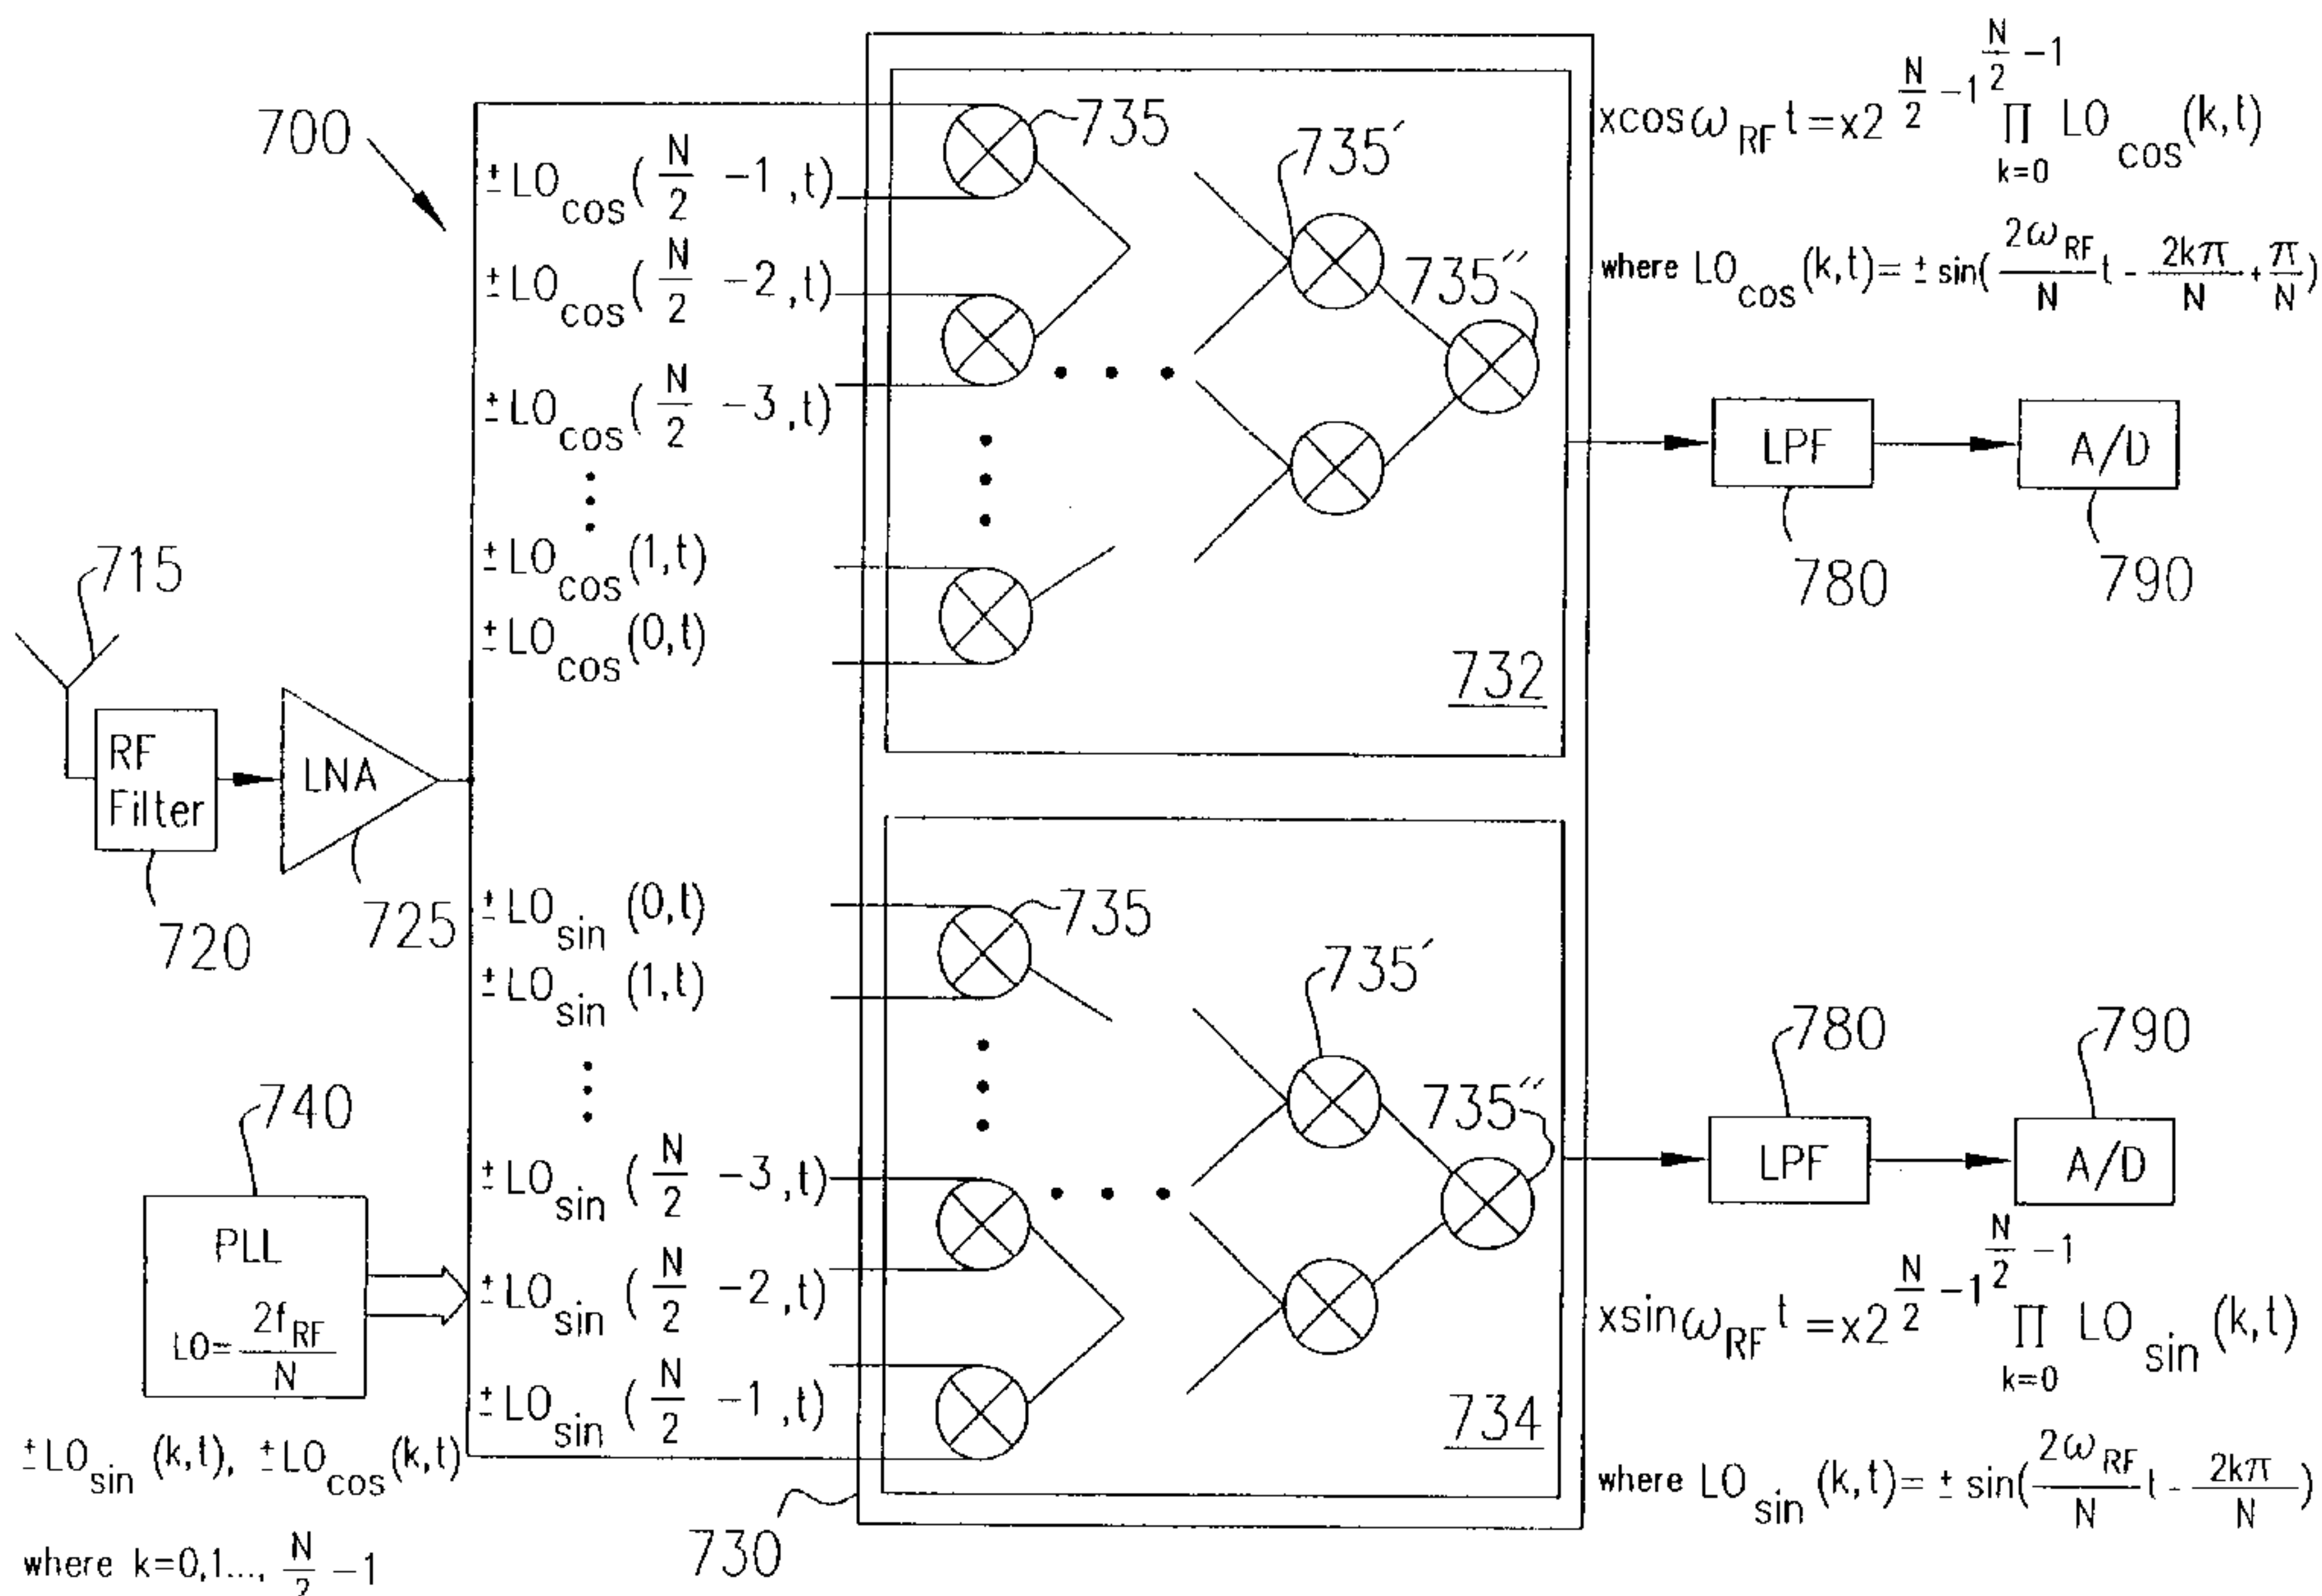 700
±LO_cos(N/2 -1,t)
±LO_cos(N/2 -2,t)
±LO_cos(N/2 -3,t)
±LO_cos(1,t)
±LO_cos(0,t)
735
735′
735″
732
xcosω_RF t = x2^(N/2 -1) ∏_(k=0)^(N/2 -1) LO_cos(k,t)
where LO_cos(k,t)= ± sin(2ω_RF/N t - 2kπ/N + π/N)
LPF
A/D
780
790
715
RF
Filter
720
LNA
725
±LO_sin (0,t)
±LO_sin (1,t)
±LO_sin (N/2 -3,t)
±LO_sin (N/2 -2,t)
±LO_sin (N/2 -1,t)
735
735′
735″
734
730
740
PLL
LO= 2f_RF/N
±LO_sin (k,t), ±LO_cos(k,t)
where k=0,1..., N/2 -1
780
790
LPF
A/D
xsinω_RF t = x2^(N/2 -1) ∏_(k=0)^(N/2 -1) LO_sin (k,t)
where LO_sin (k,t)= ± sin(2ω_RF/N t - 2kπ/N)